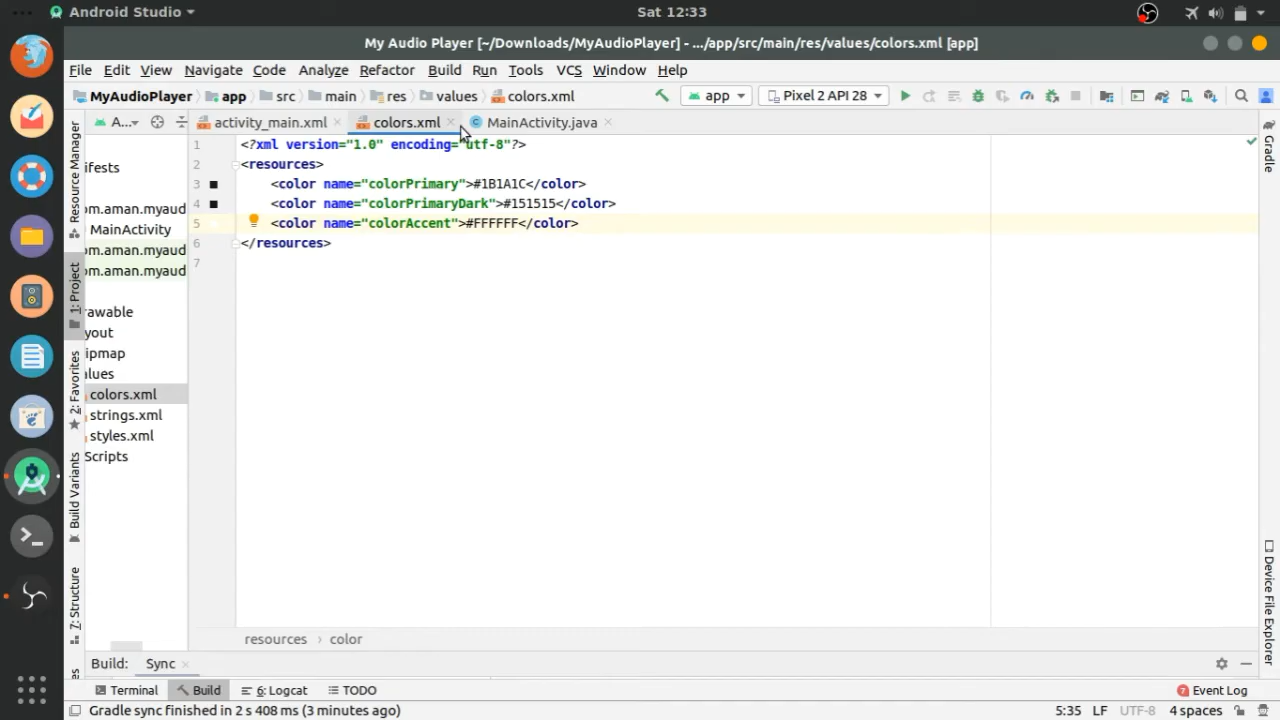 Android Studio
Sat 12:33
My Audio Player [~/Downloads/MyAudioPlayer] - .../app/src/main/res/values/colors.xml [app]
File Edit View Navigate Code Analyze Refactor Build Run Tools VCS Window Help
MyAudioPlayer app src main res values colors.xml app Pixel 2 API 28
A... activity_main.xml colors.xml MainActivity.java
Resource Manager
1: Project
2: Favorites
Build Variants
7: Structure
ifests
om.aman.myaud
MainActivity
om.aman.myaud
om.aman.myaud
rawable
yout
ipmap
alues
colors.xml
strings.xml
styles.xml
Scripts
1 <?xml version="1.0" encoding="utf-8"?>
2 <resources>
3 <color name="colorPrimary">#1B1A1C</color>
4 <color name="colorPrimaryDark">#151515</color>
5 <color name="colorAccent">#FFFFFF</color>
6 </resources>
7
Gradle
Device File Explorer
resources › color
Build: Sync
Terminal Build 6: Logcat TODO 7 Event Log
Gradle sync finished in 2 s 408 ms (3 minutes ago) 5:35 LF UTF-8 4 spaces